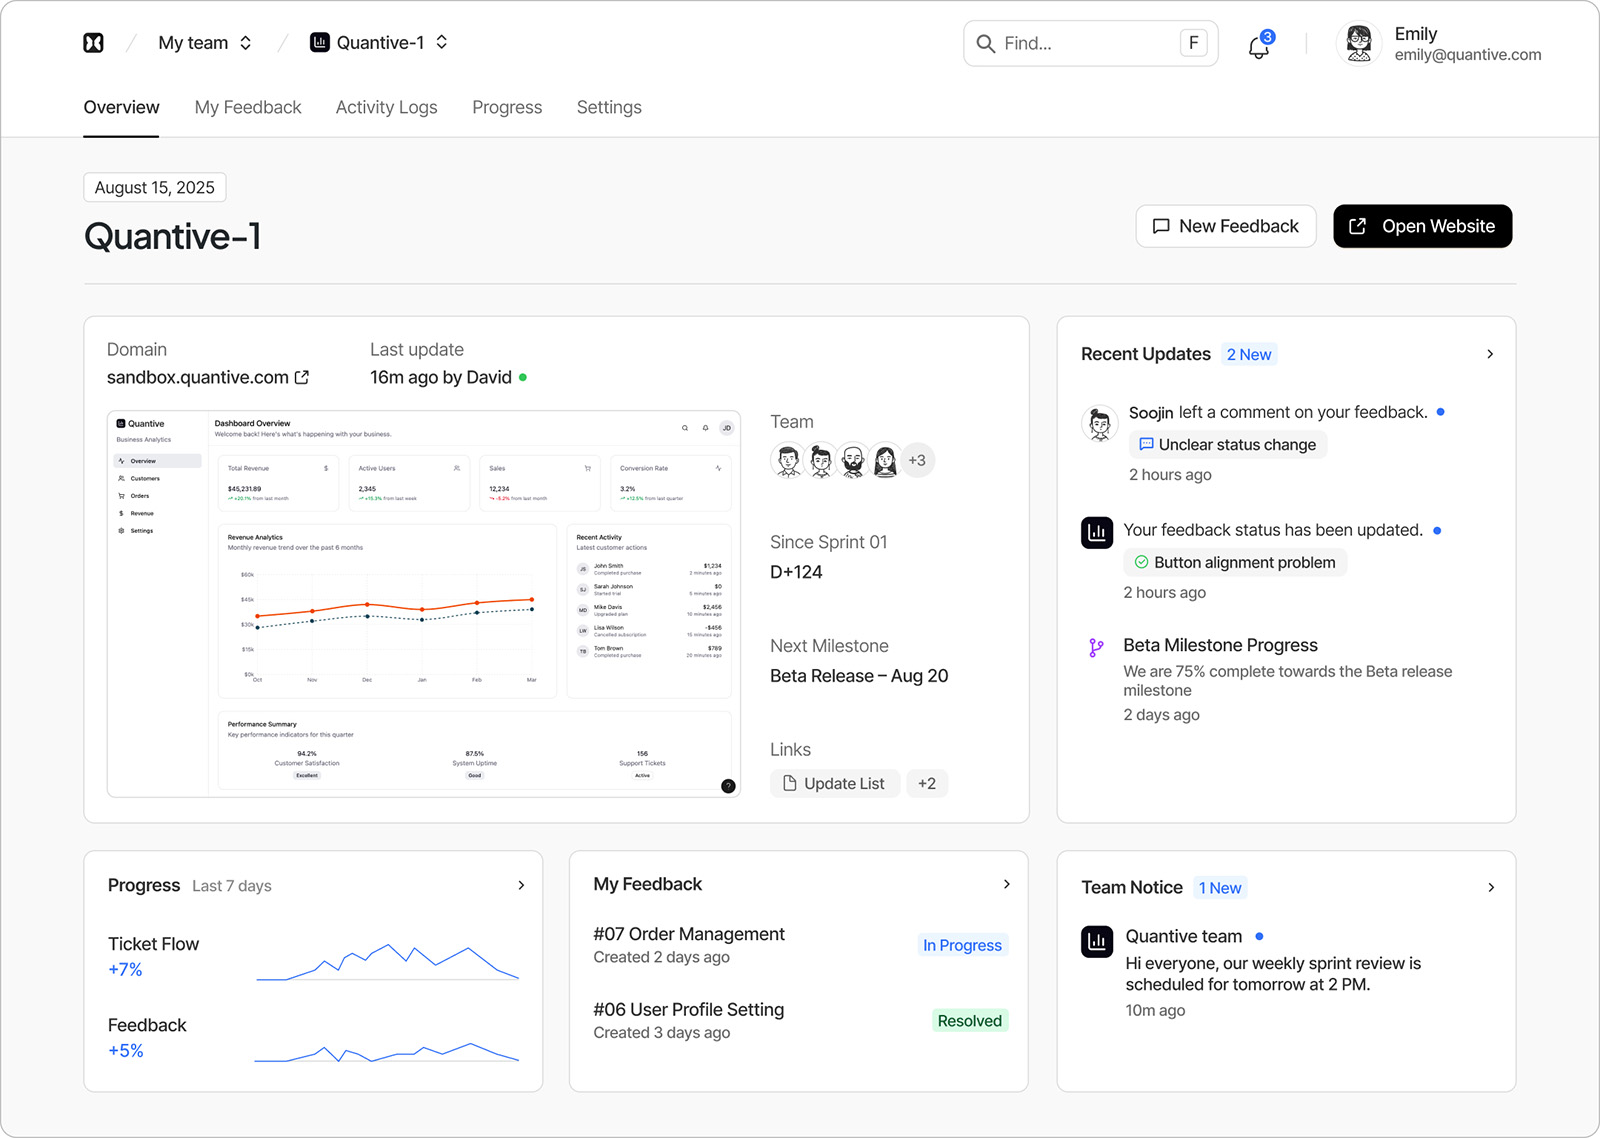 My team
Quantive-1
Find...
F
3
Emily
emily@quantive.com
Overview
My Feedback
Activity Logs
Progress
Settings
August 15, 2025
Quantive-1
New Feedback
Open Website
Domain
sandbox.quantive.com
Last update
16m ago by David
Quantive
Business Analytics
Overview
Customers
Orders
Revenue
Settings
Dashboard Overview
Welcome back! Here's what's happening with your business.
JD
Total Revenue
$
$45,231.89
+20.1% from last month
Active Users
2,345
+15.3% from last week
Sales
12,234
-5.2% from last month
Conversion Rate
3.2%
+12.5% from last quarter
Revenue Analytics
Monthly revenue trend over the past 6 months
$60k
$45k
$30k
$15k
$0k
Oct
Nov
Dec
Jan
Feb
Mar
Recent Activity
Latest customer actions
JS
John Smith
Completed purchase
$1,234
2 minutes ago
SJ
Sarah Johnson
Started trial
$0
5 minutes ago
MD
Mike Davis
Upgraded plan
$2,456
10 minutes ago
LW
Lisa Wilson
Cancelled subscription
-$456
15 minutes ago
TB
Tom Brown
Completed purchase
$789
20 minutes ago
Performance Summary
Key performance indicators for this quarter
94.2%
Customer Satisfaction
Excellent
87.5%
System Uptime
Good
156
Support Tickets
Active
?
Team
+3
Since Sprint 01
D+124
Next Milestone
Beta Release – Aug 20
Links
Update List
+2
Recent Updates
2 New
Soojin left a comment on your feedback.
Unclear status change
2 hours ago
Your feedback status has been updated.
Button alignment problem
2 hours ago
Beta Milestone Progress
We are 75% complete towards the Beta release
milestone
2 days ago
Progress
Last 7 days
Ticket Flow
+7%
Feedback
+5%
My Feedback
#07 Order Management
Created 2 days ago
In Progress
#06 User Profile Setting
Created 3 days ago
Resolved
Team Notice
1 New
Quantive team
Hi everyone, our weekly sprint review is
scheduled for tomorrow at 2 PM.
10m ago